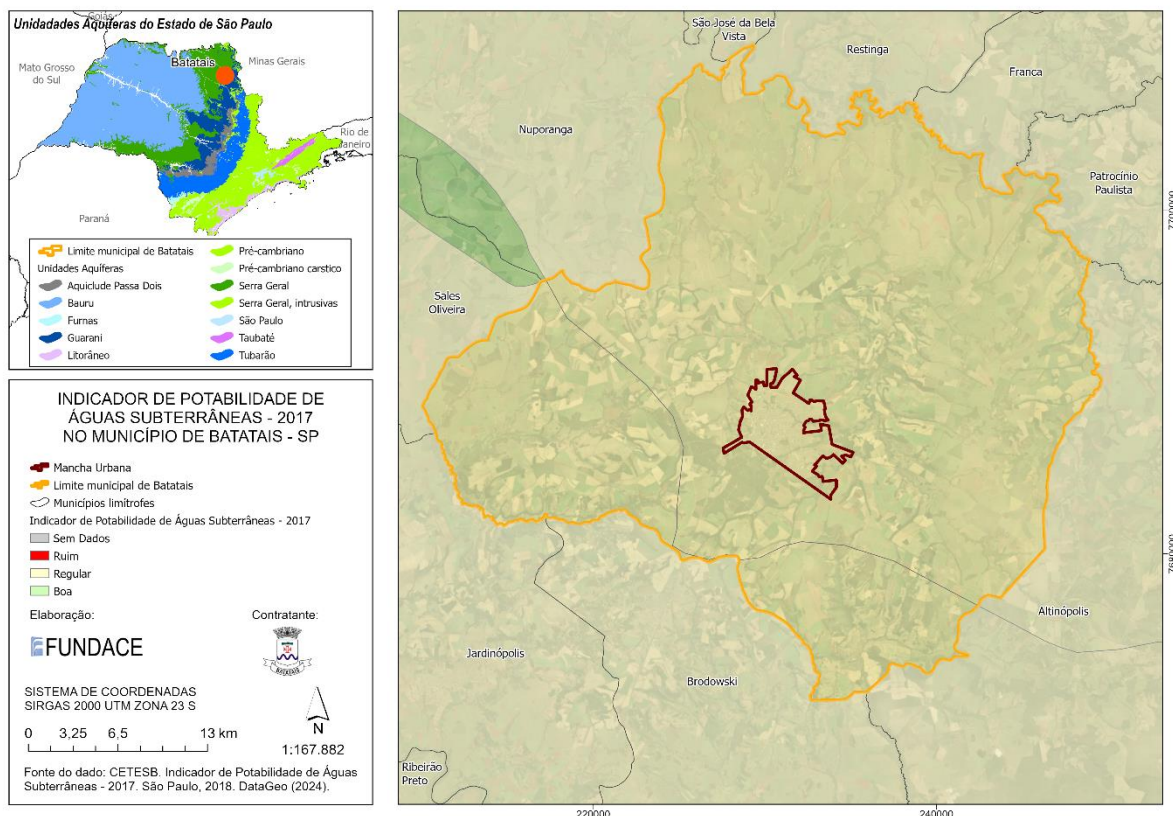 Unidadades Aquíferas do Estado de São Paulo
Goiás
Batatais
Mato Grosso
do Sul
Minas Gerais
Rio de
Janeiro
Paraná
Limite municipal de Batatais
Unidades Aquíferas
Aquiclude Passa Dois
Bauru
Furnas
Guarani
Litorâneo
Pré-cambriano
Pré-cambriano carstico
Serra Geral
Serra Geral, intrusivas
São Paulo
Taubaté
Tubarão
INDICADOR DE POTABILIDADE DE
ÁGUAS SUBTERRÂNEAS - 2017
NO MUNICÍPIO DE BATATAIS - SP
Mancha Urbana
Limite municipal de Batatais
Municípios limítrofes
Indicador de Potabilidade de Águas Subterrâneas - 2017
Sem Dados
Ruim
Regular
Boa
Elaboração:
Contratante:
FUNDACE
BATATAIS
SISTEMA DE COORDENADAS
SIRGAS 2000 UTM ZONA 23 S
0 3,25 6,5 13 km
N
1:167.882
Fonte do dado: CETESB. Indicador de Potabilidade de Águas
Subterrâneas - 2017. São Paulo, 2018. DataGeo (2024).
São José da Bela
Vista
Restinga
Franca
Nuporanga
Patrocínio
Paulista
Sales
Oliveira
Altinópolis
Jardinópolis
Brodowski
Ribeirão
Preto
7700000
7680000
220000
240000